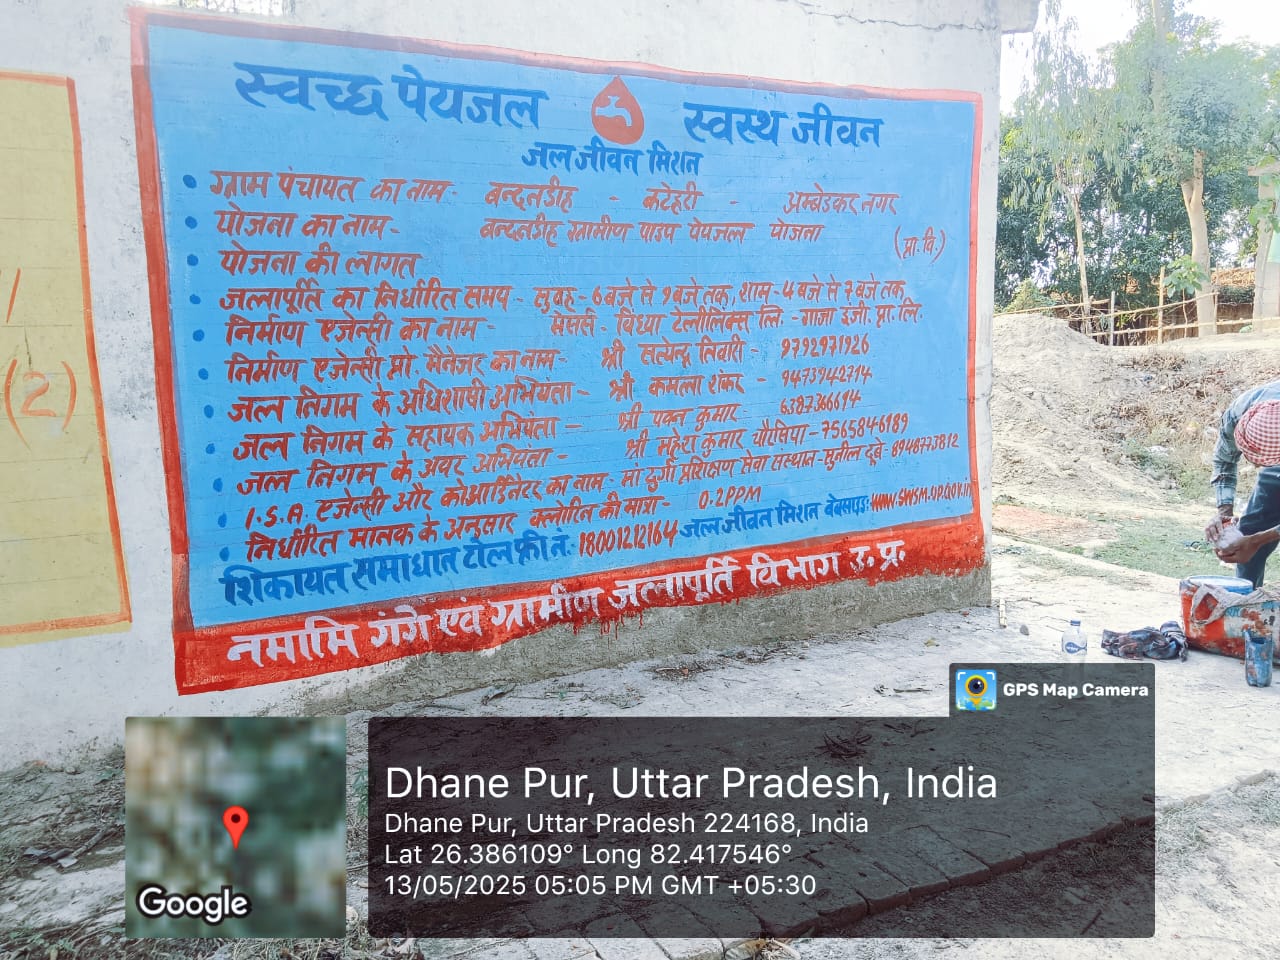 स्वच्छ पेयजल स्वस्थ जीवन
जल जीवन मिशन
• ग्राम पंचायत का नाम - बन्दनडीह - कटेहरी - अम्बेडकर नगर
• योजना का नाम - बन्दनडीह ग्रामीण पाइप पेयजल योजना (प्रा.वि.)
• योजना की लागत
• जलापूर्ति का निर्धारित समय - सुबह - 6 बजे से 9 बजे तक, शाम - 4 बजे से 7 बजे तक
• निर्माण एजेन्सी का नाम - मेसर्स - विंध्या टेलीलिंक्स लि. - गाजा इंजी. प्रा. लि.
• निर्माण एजेन्सी प्रो. मैनेजर का नाम - श्री सत्येन्द्र तिवारी - 9792971926
• जल निगम के अधिशाषी अभियंता - श्री कमला शंकर - 9473942714
• जल निगम के सहायक अभियंता - श्री पवन कुमार - 6387366694
• जल निगम के अवर अभियंता - श्री महेश कुमार चौरसिया - 7565846989
• I.S.A. एजेन्सी और कोआर्डिनेटर का नाम - मां दुर्गा प्रशिक्षण सेवा संस्थान - सुनील दूबे - 8948773812
• निर्धारित मानक के अनुसार क्लोरिन की मात्रा - 0.2PPM
शिकायत समाधान टोल फ्री नं: 18001212164 जल जीवन मिशन वेबसाइड: WWW.SWSM.UP.GOV.IN
नमामि गंगे एवं ग्रामीण जलापूर्ति विभाग उ. प्र.
(2)
GPS Map Camera
Dhane Pur, Uttar Pradesh, India
Dhane Pur, Uttar Pradesh 224168, India
Lat 26.386109° Long 82.417546°
13/05/2025 05:05 PM GMT +05:30
Google